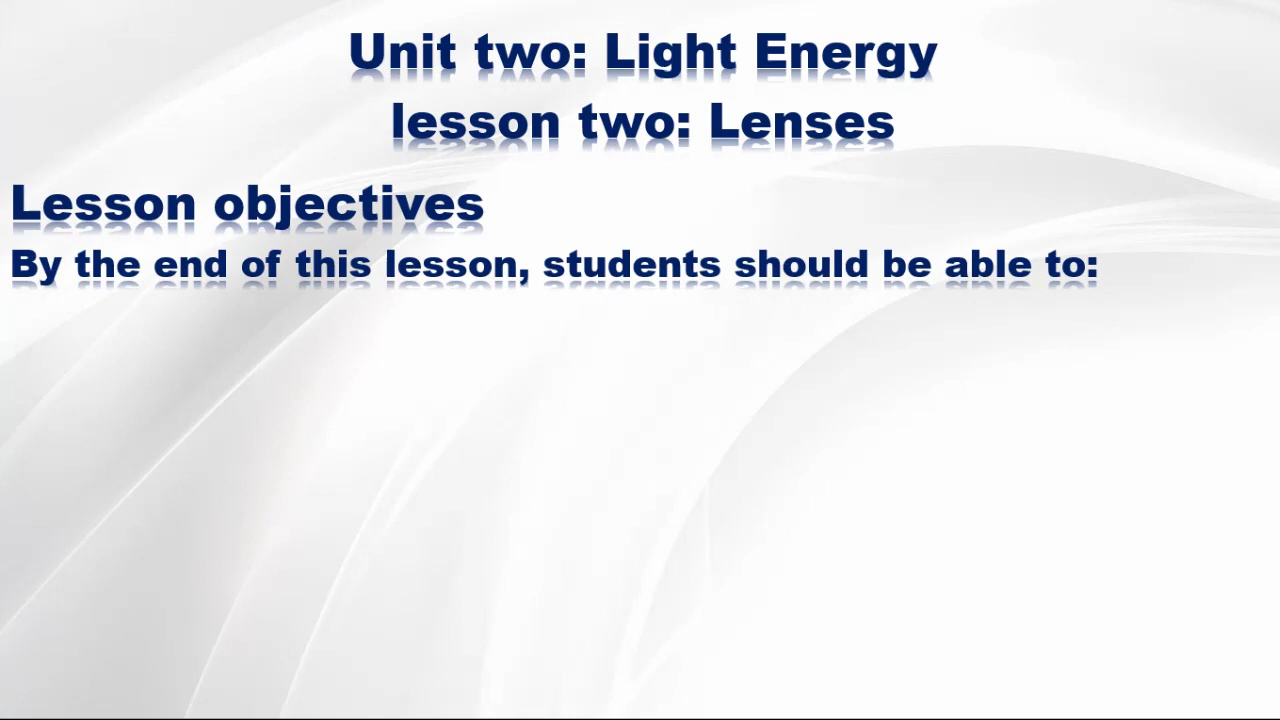 Unit two: Light Energy
lesson two: Lenses
Lesson objectives
By the end of this lesson, students should be able to: